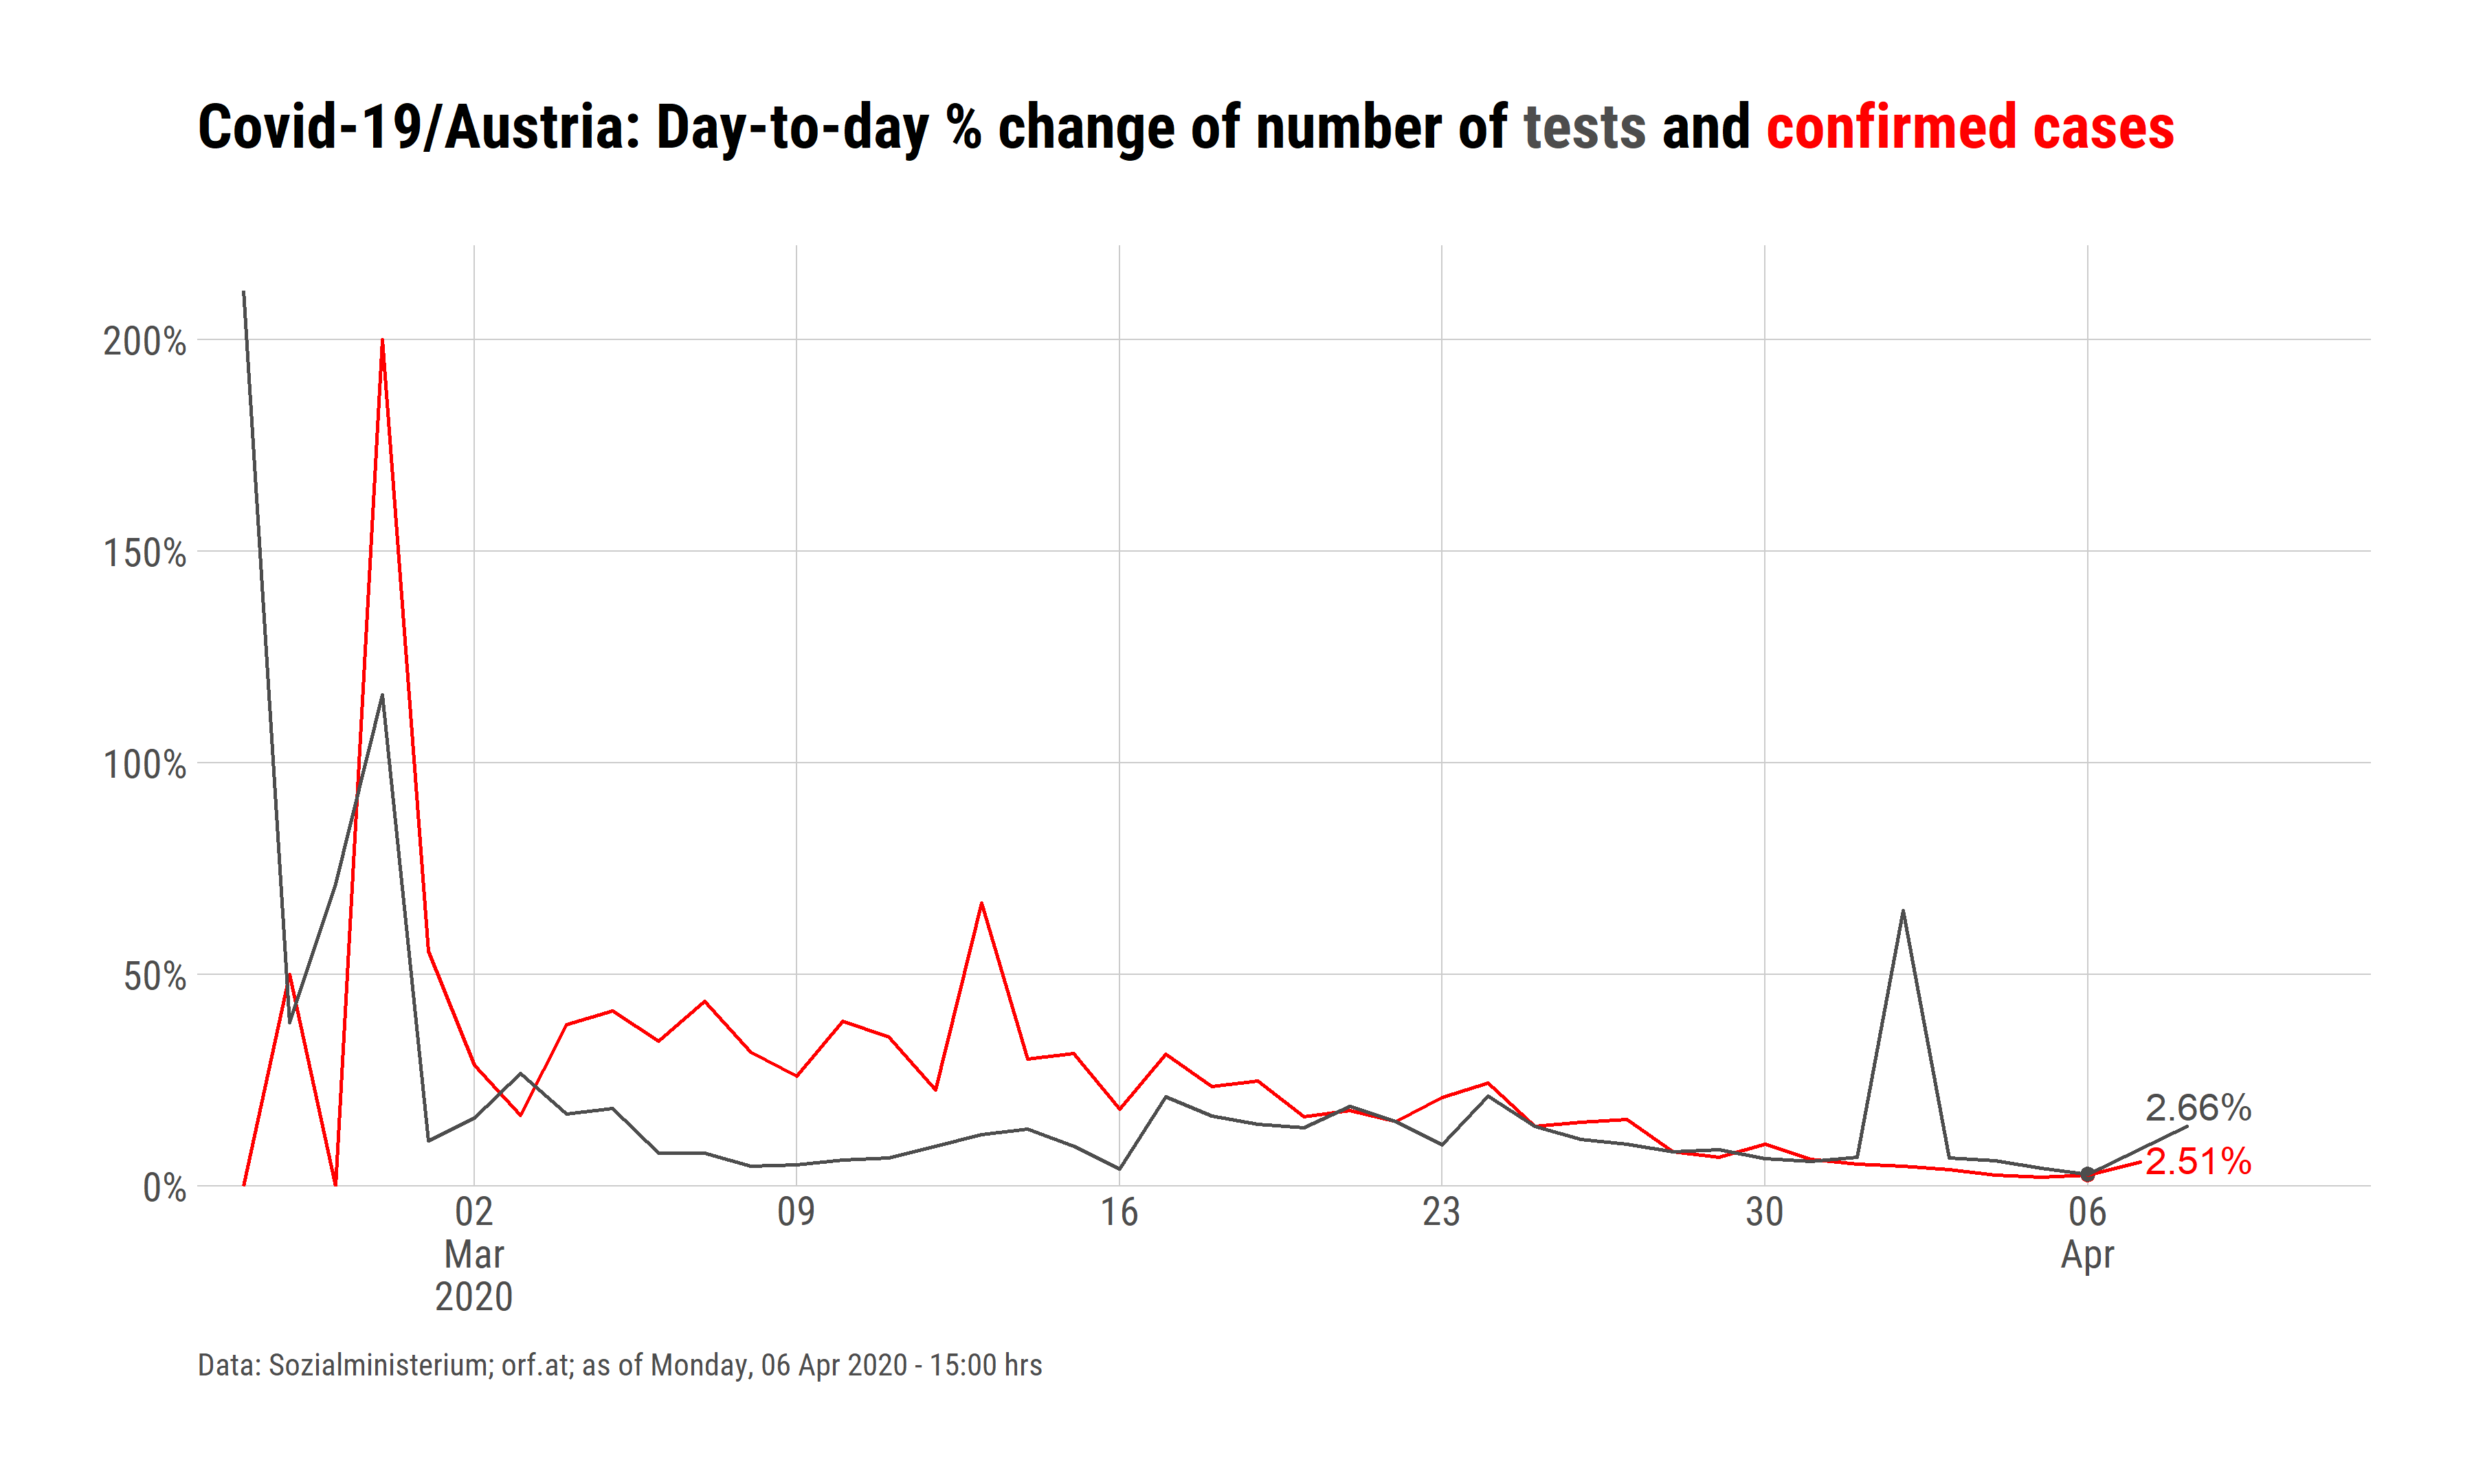 Covid-19/Austria: Day-to-day % change of number of tests and confirmed cases
200%
150%
100%
50%
0%
2.66%
2.51%
02 09 16 23 30 06
Mar Apr
2020
Data: Sozialministerium; orf.at; as of Monday, 06 Apr 2020 - 15:00 hrs